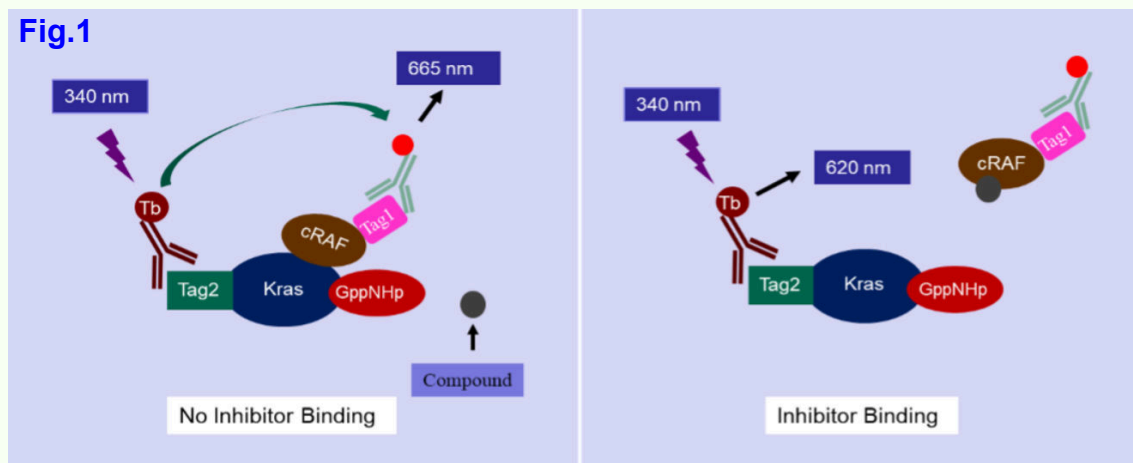 Fig.1
340 nm
665 nm
Tb
cRAF
Tag1
Tag2
Kras
GppNHp
Compound
No Inhibitor Binding
340 nm
620 nm
Tb
cRAF
Tag1
Tag2
Kras
GppNHp
Inhibitor Binding